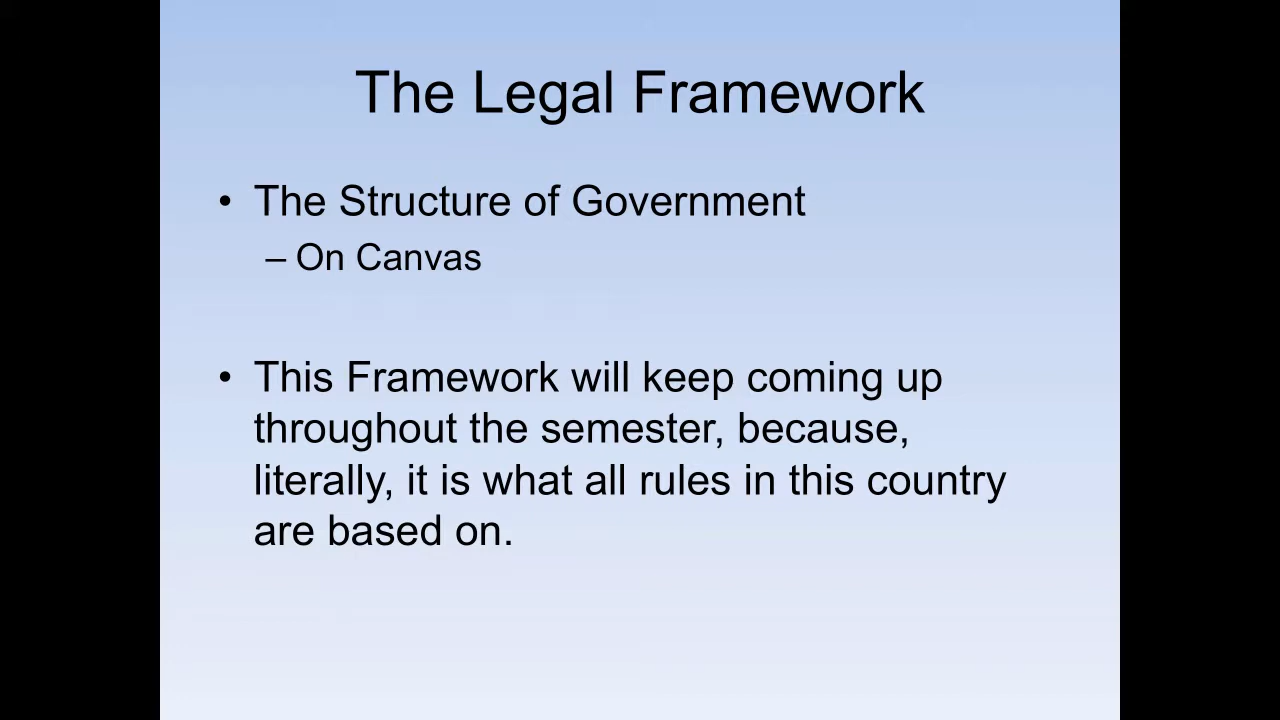 The Legal Framework
• The Structure of Government
– On Canvas
• This Framework will keep coming up
throughout the semester, because,
literally, it is what all rules in this country
are based on.